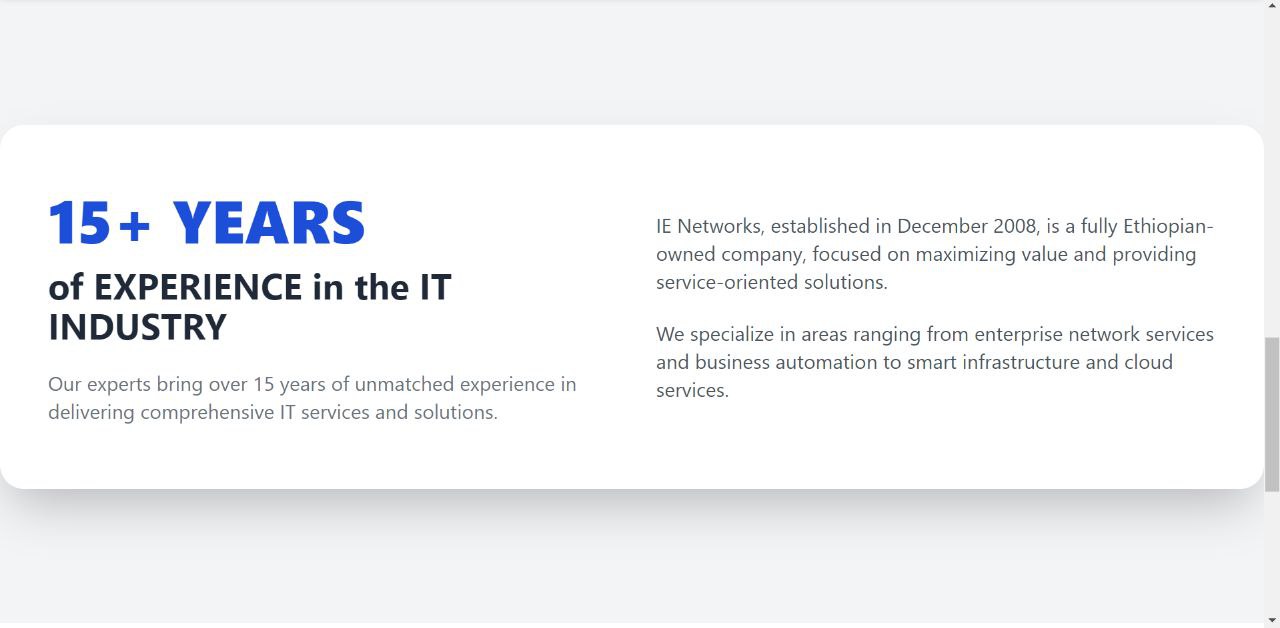 15+ YEARS
of EXPERIENCE in the IT
INDUSTRY
Our experts bring over 15 years of unmatched experience in
delivering comprehensive IT services and solutions.
IE Networks, established in December 2008, is a fully Ethiopian-
owned company, focused on maximizing value and providing
service-oriented solutions.
We specialize in areas ranging from enterprise network services
and business automation to smart infrastructure and cloud
services.